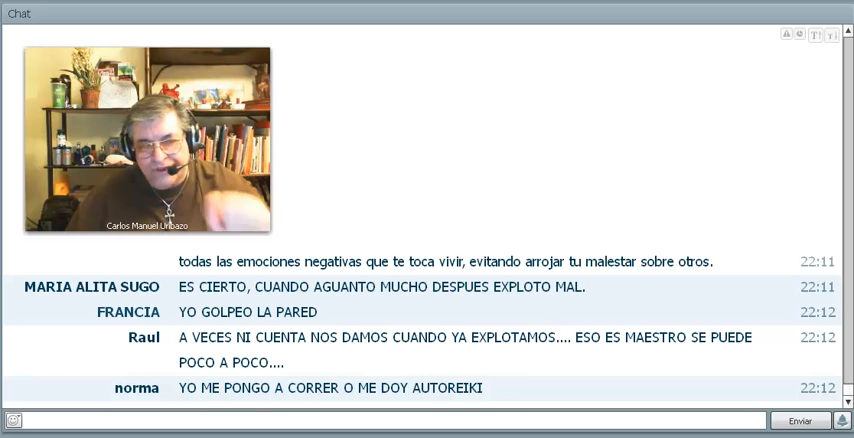 Chat
Carlos Manuel Uribazo
todas las emociones negativas que te toca vivir, evitando arrojar tu malestar sobre otros. 22:11
MARIA ALITA SUGO ES CIERTO, CUANDO AGUANTO MUCHO DESPUES EXPLOTO MAL. 22:11
FRANCIA YO GOLPEO LA PARED 22:12
Raul A VECES NI CUENTA NOS DAMOS CUANDO YA EXPLOTAMOS.... ESO ES MAESTRO SE PUEDE 22:12
POCO A POCO....
norma YO ME PONGO A CORRER O ME DOY AUTOREIKI 22:12
Enviar